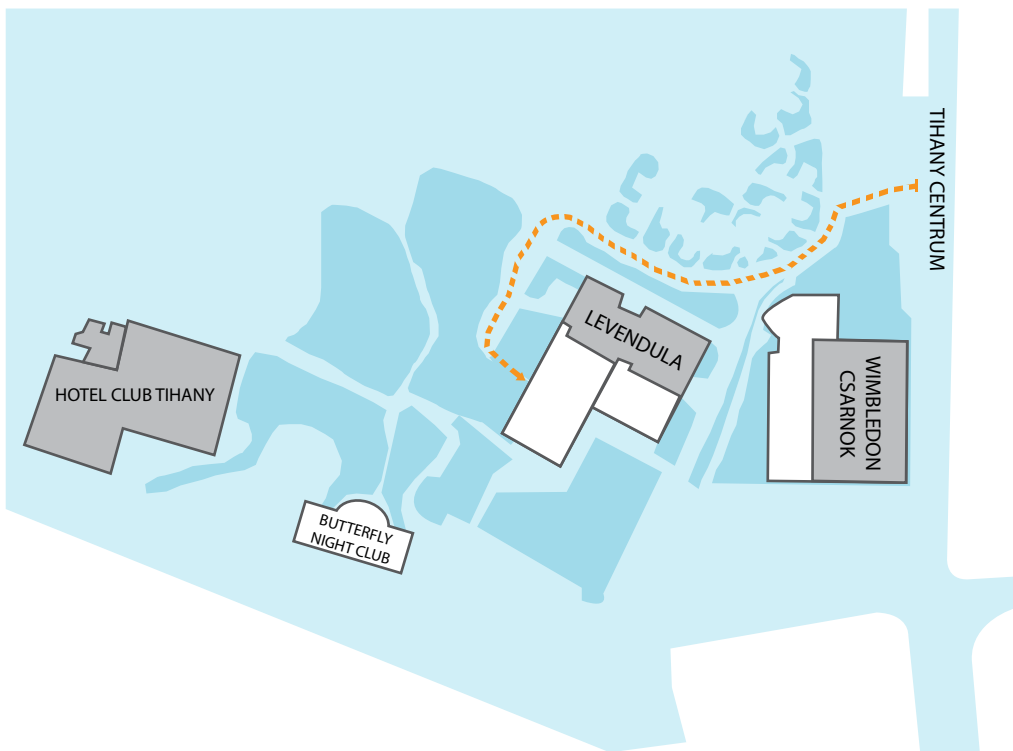 TIHANY CENTRUM
LEVENDULA
WIMBLEDON
CSARNOK
HOTEL CLUB TIHANY
BUTTERFLY
NIGHT CLUB